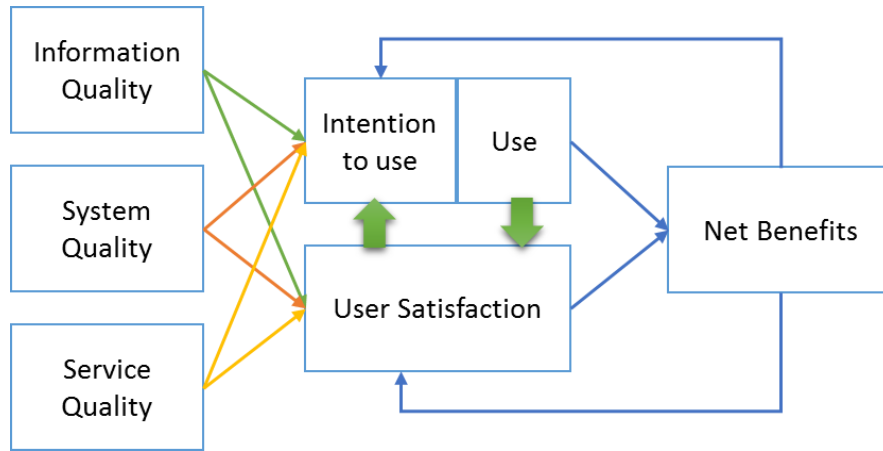 Information
Quality
System
Quality
Service
Quality
Intention
to use
Use
User Satisfaction
Net Benefits